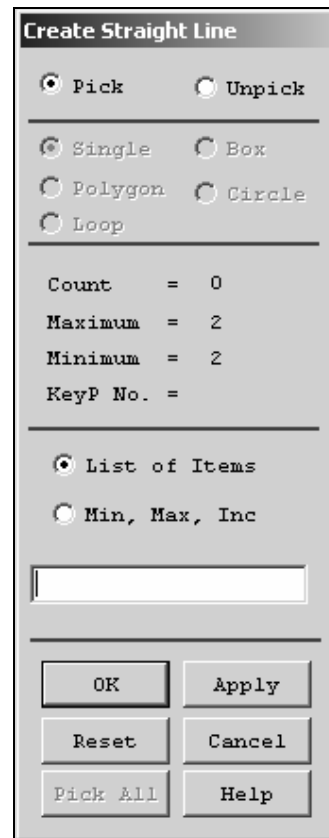 Create Straight Line
Pick Unpick
Single Box
Polygon Circle
Loop
Count = 0
Maximum = 2
Minimum = 2
KeyP No. =
List of Items
Min, Max, Inc
OK Apply
Reset Cancel
Pick All Help